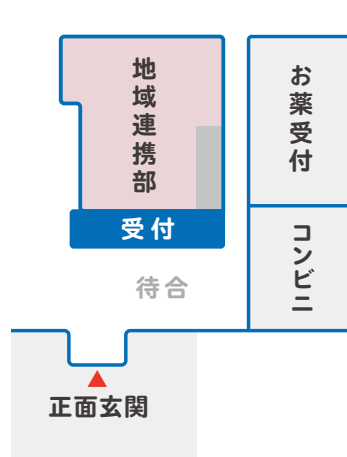 地域連携部
お薬受付
受付
コンビニ
待合
正面玄関